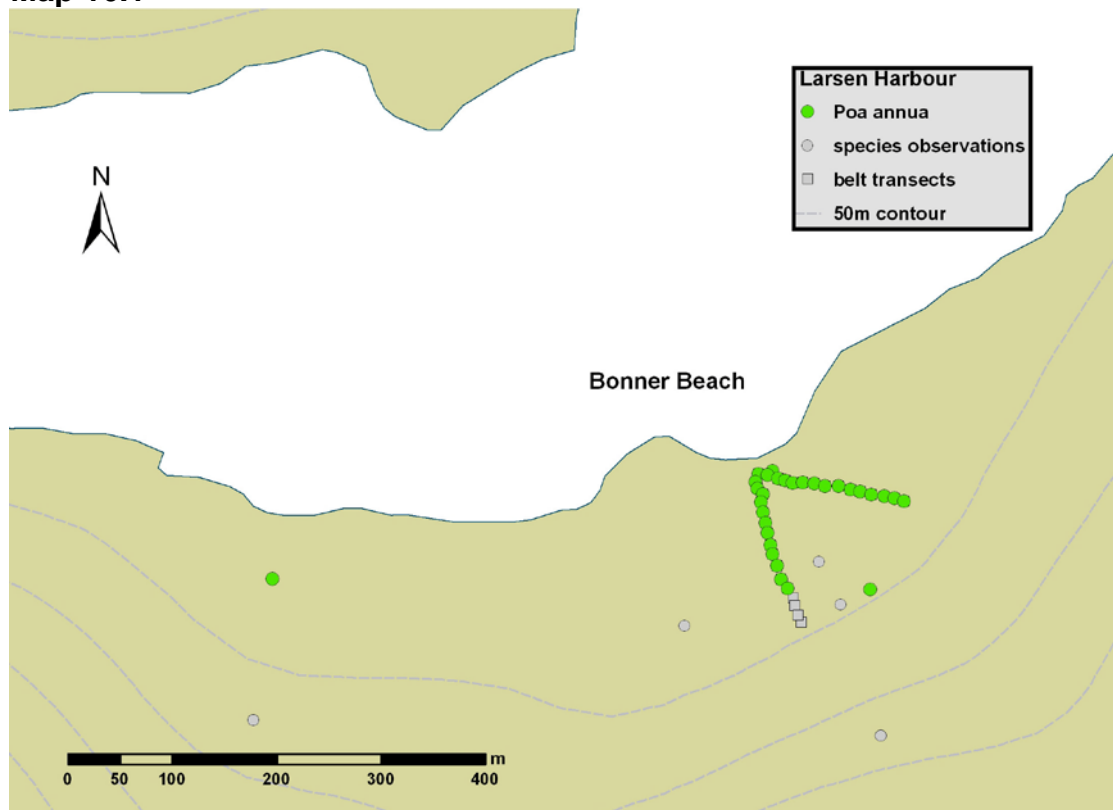 Larsen Harbour
Poa annua
species observations
belt transects
50m contour
N
Bonner Beach
m
0 50 100 200 300 400